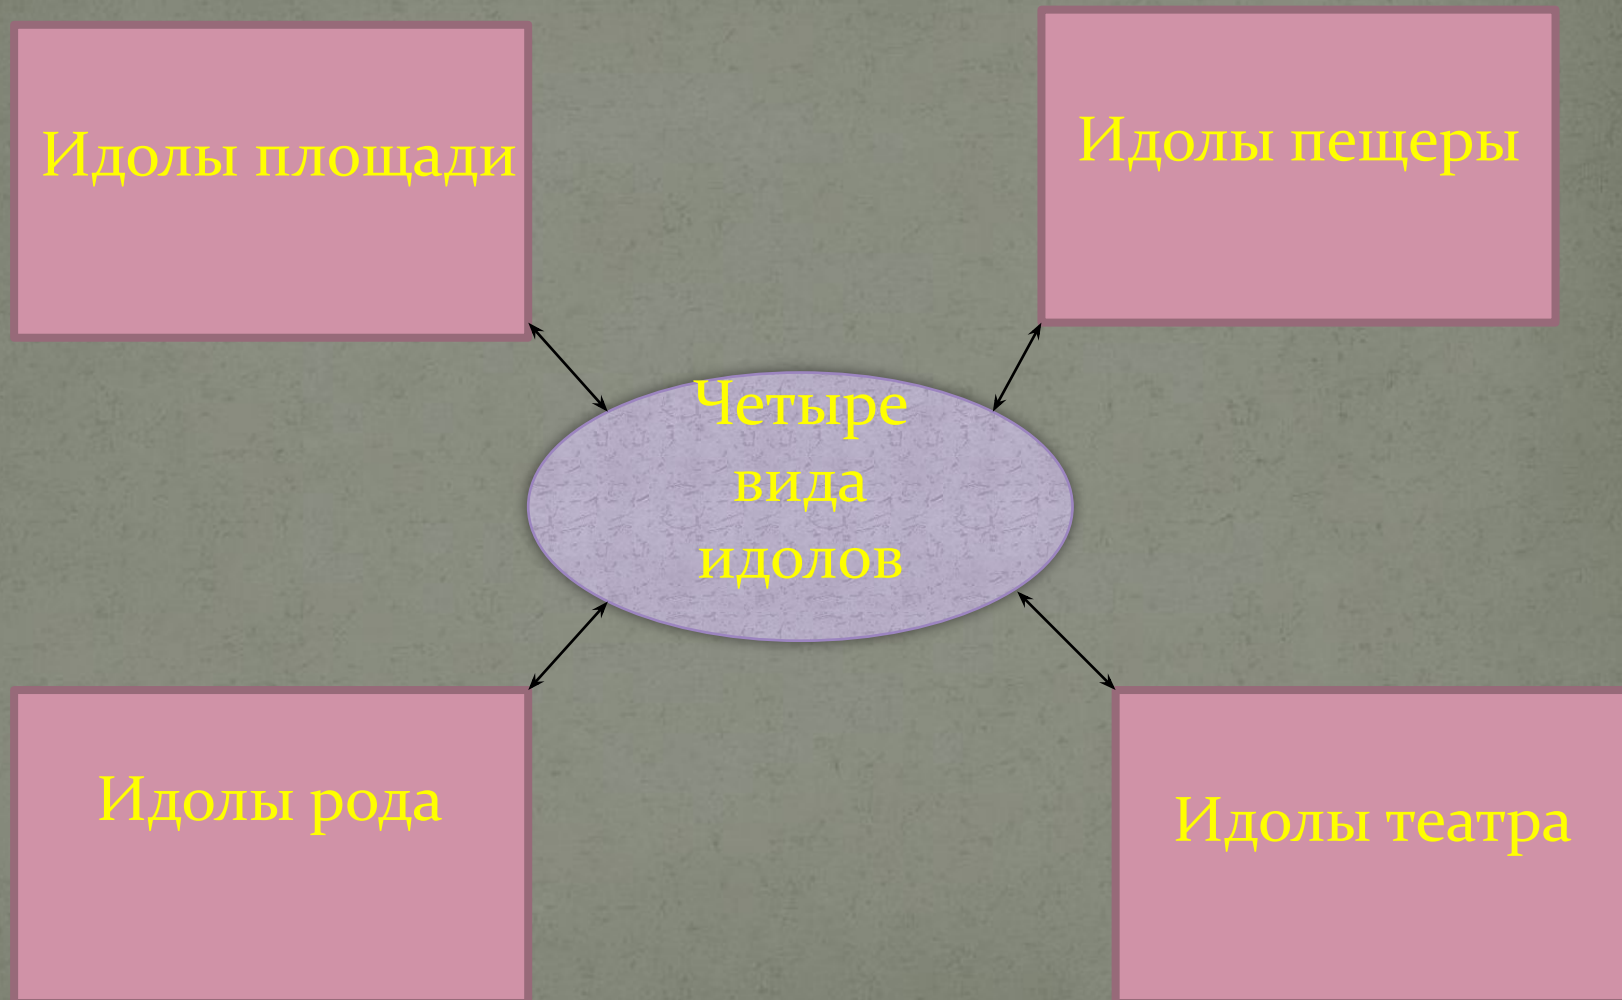 Идолы площади
Идолы пещеры
Четыре
вида
идолов
Идолы рода
Идолы театра